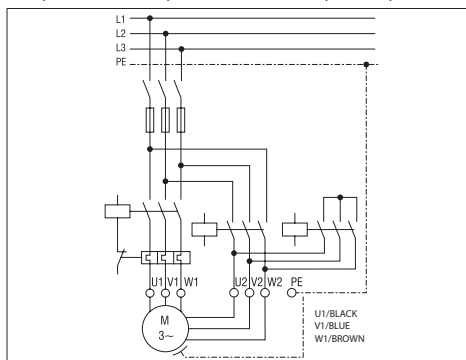 L1
L2
L3
PE
U1 V1 W1 U2 V2 W2 PE
M
3~
U1/BLACK
V1/BLUE
W1/BROWN